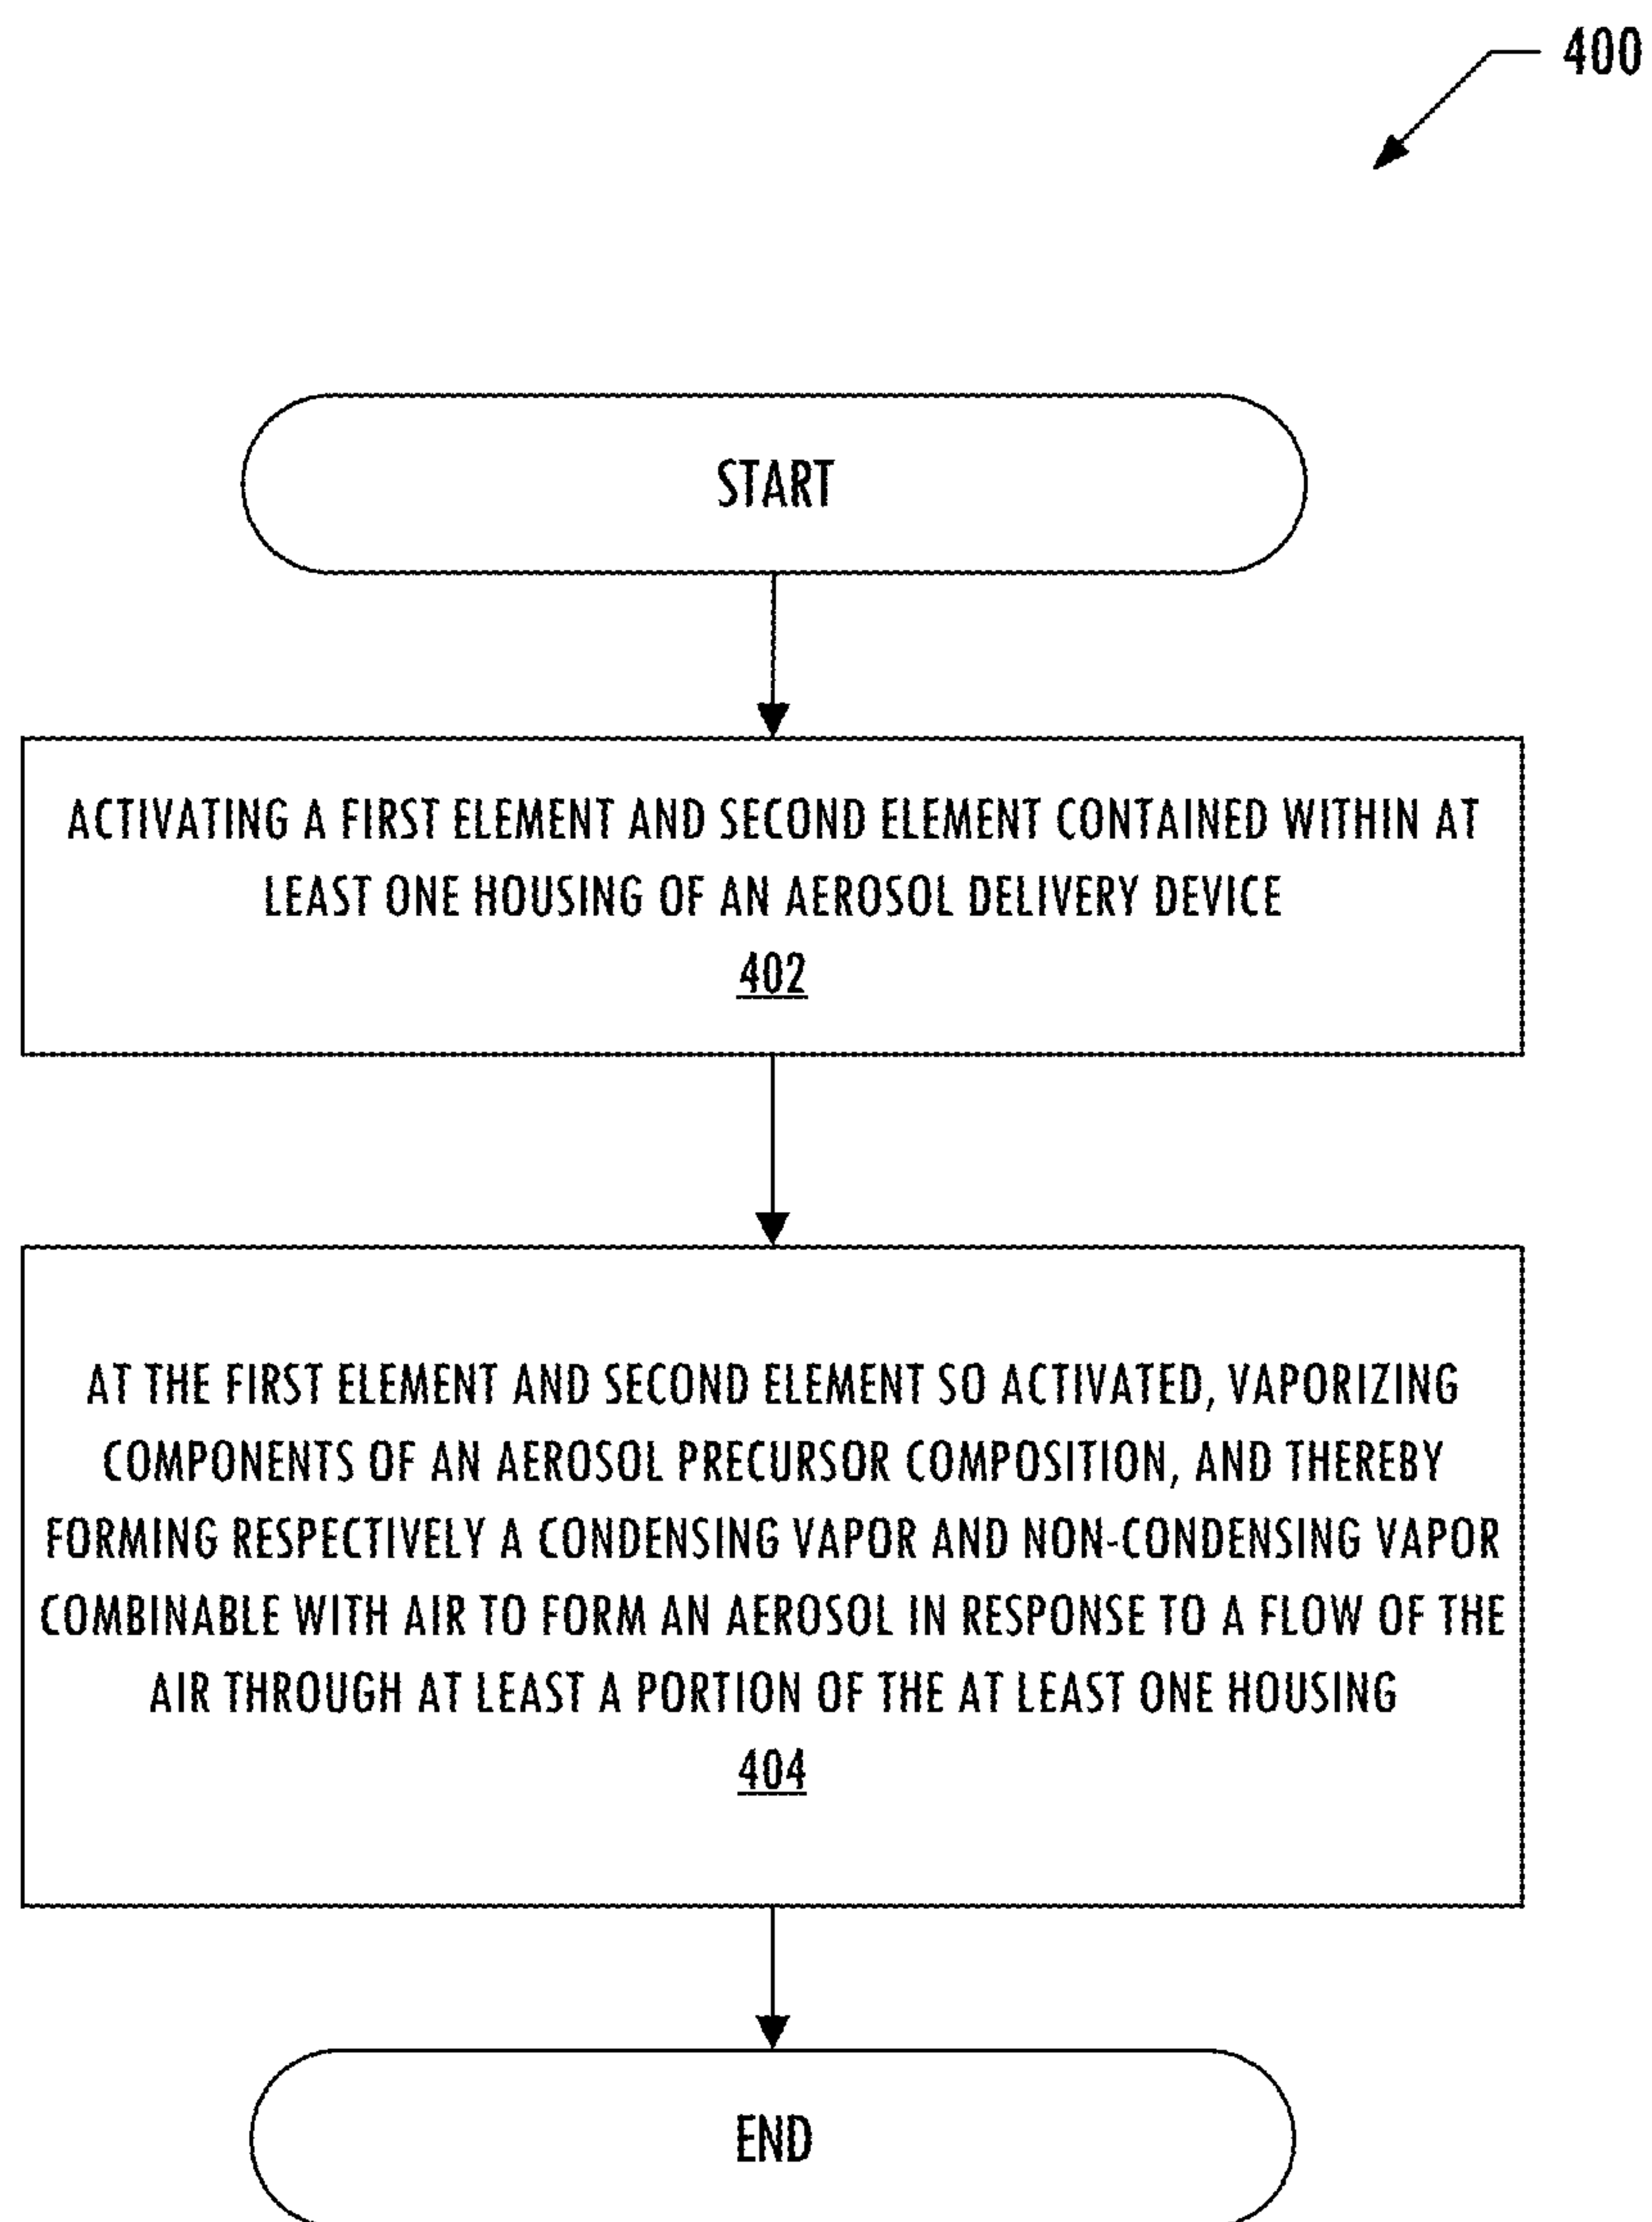 400
START
ACTIVATING A FIRST ELEMENT AND SECOND ELEMENT CONTAINED WITHIN AT
LEAST ONE HOUSING OF AN AEROSOL DELIVERY DEVICE
402
AT THE FIRST ELEMENT AND SECOND ELEMENT SO ACTIVATED, VAPORIZING
COMPONENTS OF AN AEROSOL PRECURSOR COMPOSITION, AND THEREBY
FORMING RESPECTIVELY A CONDENSING VAPOR AND NON-CONDENSING VAPOR
COMBINABLE WITH AIR TO FORM AN AEROSOL IN RESPONSE TO A FLOW OF THE
AIR THROUGH AT LEAST A PORTION OF THE AT LEAST ONE HOUSING
404
END